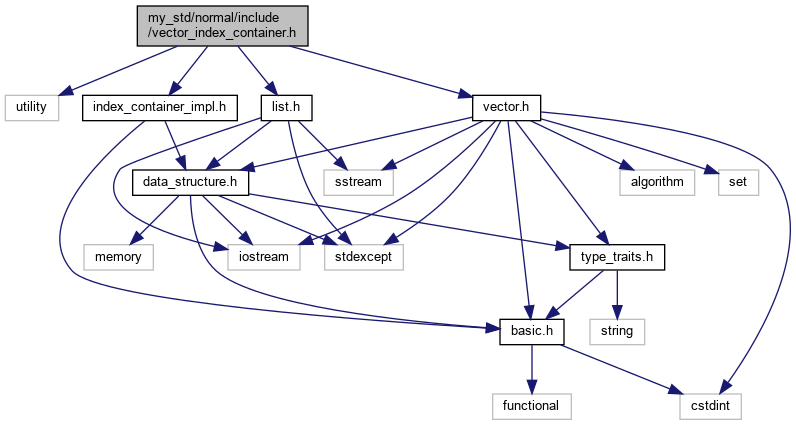 my_std/normal/include
/vector_index_container.h
utility
index_container_impl.h
list.h
vector.h
data_structure.h
sstream
algorithm
set
memory
iostream
stdexcept
type_traits.h
basic.h
string
functional
cstdint